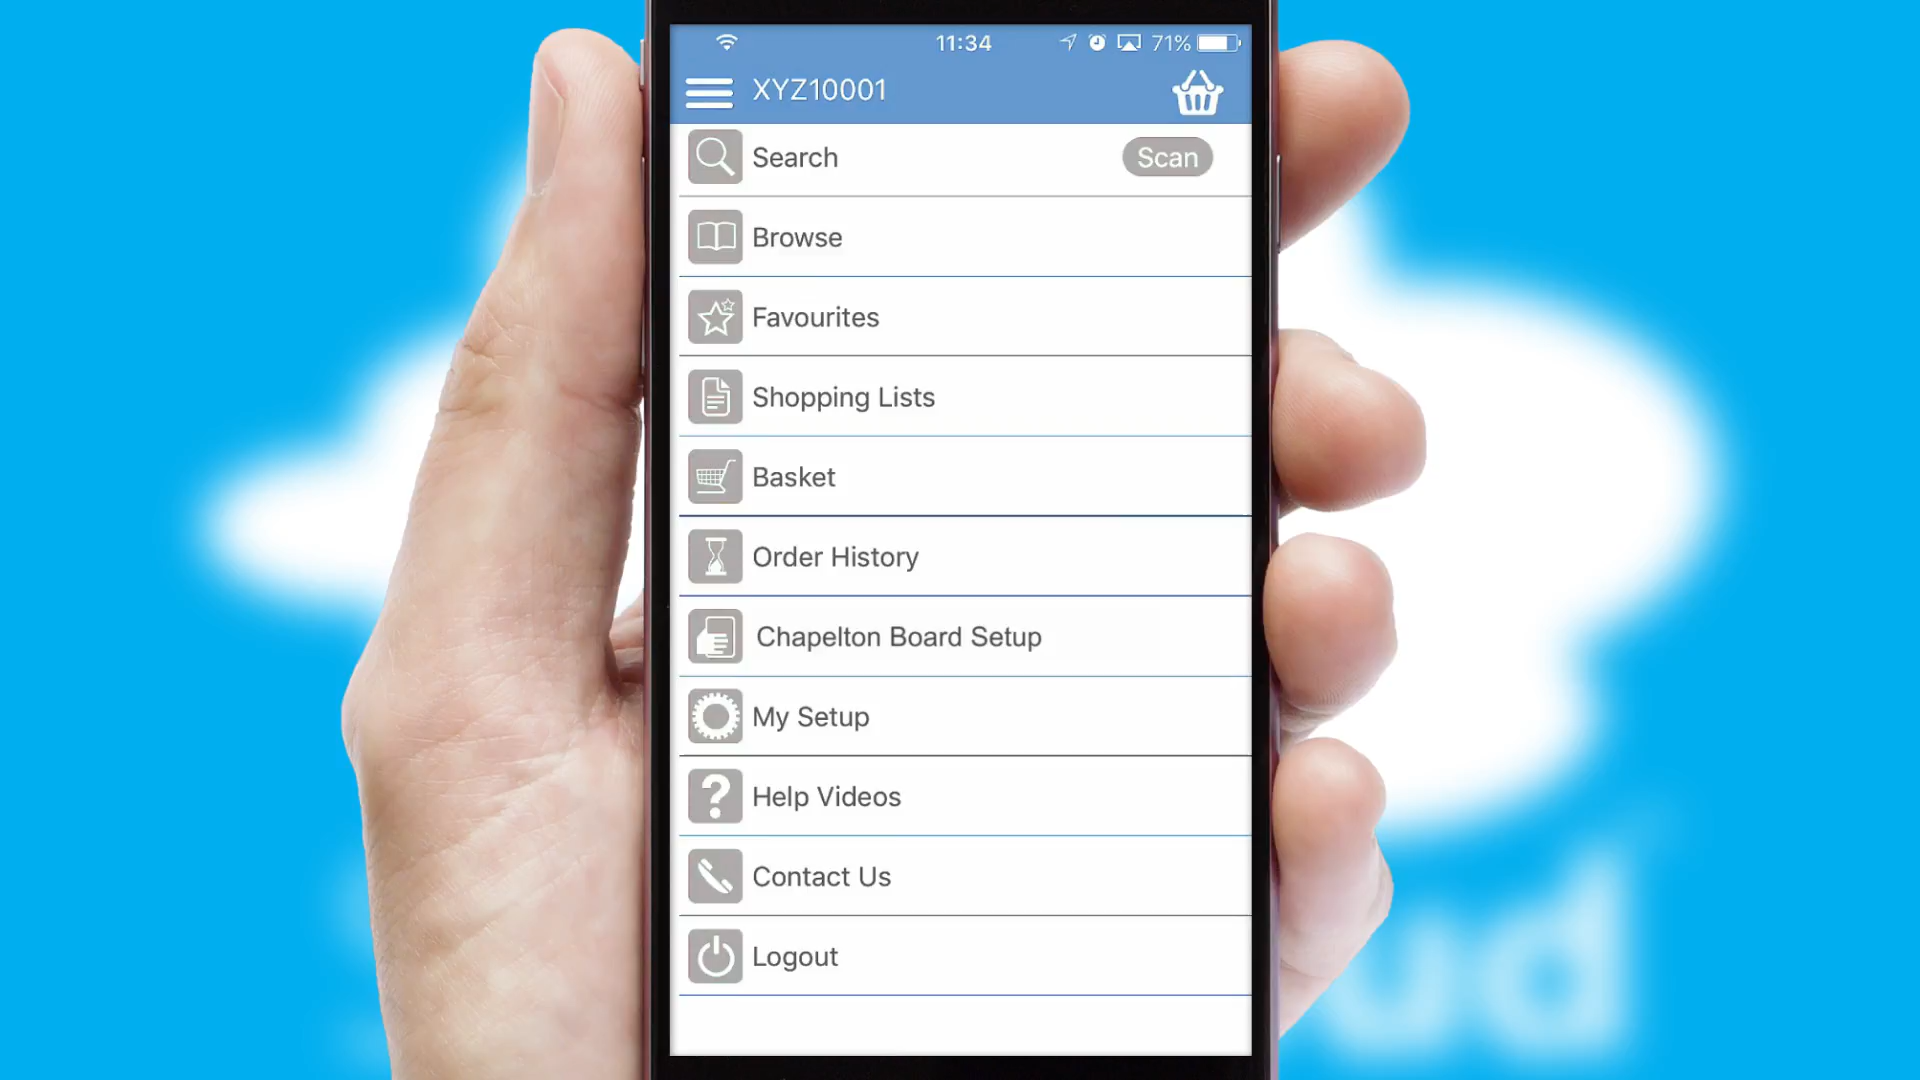 11:34 71%
XYZ10001
Search Scan
Browse
Favourites
Shopping Lists
Basket
Order History
Chapelton Board Setup
My Setup
Help Videos
Contact Us
Logout